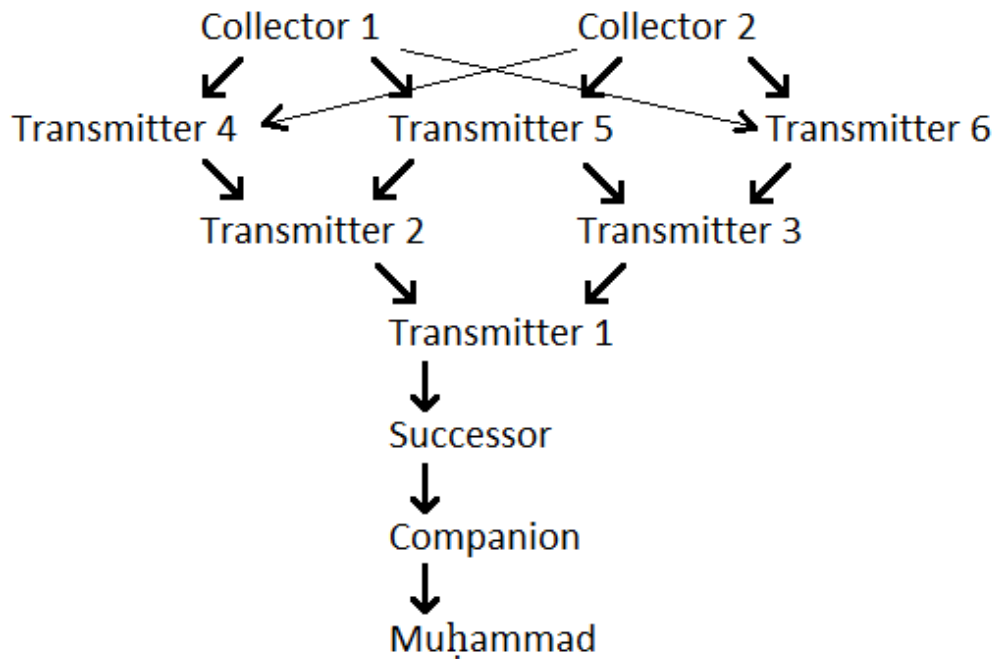 Collector 1 Collector 2
Transmitter 4 Transmitter 5 Transmitter 6
Transmitter 2 Transmitter 3
Transmitter 1
Successor
Companion
Muḥammad